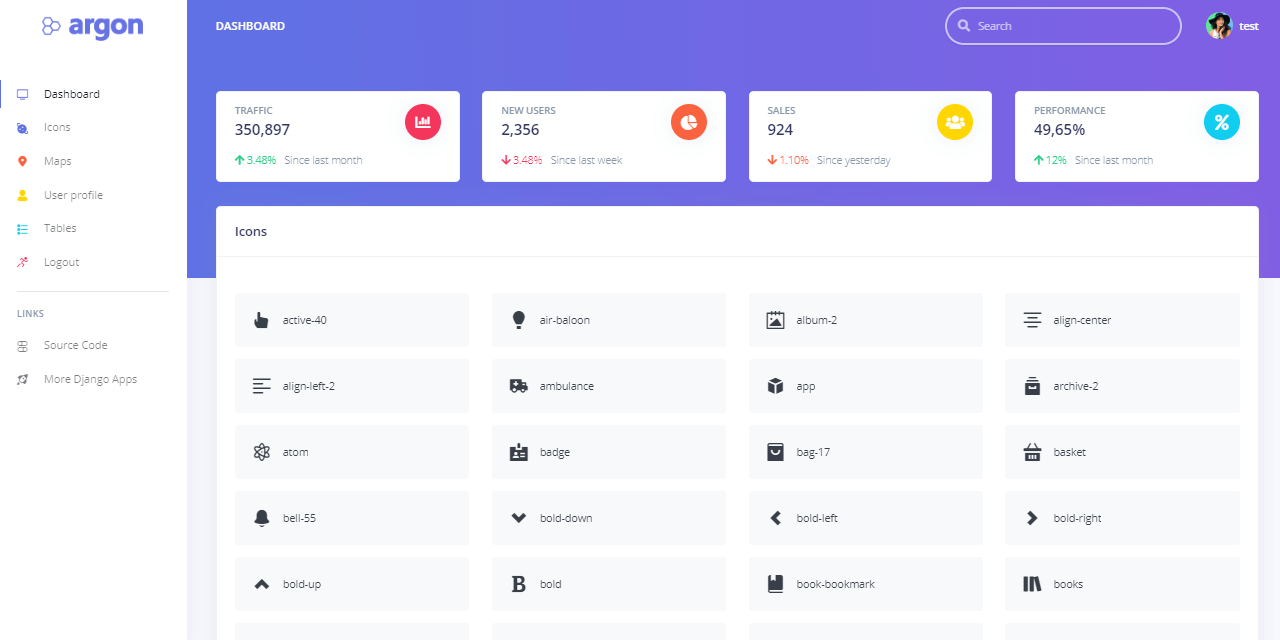 argon
DASHBOARD
Search
test
Dashboard
Icons
Maps
User profile
Tables
Logout
LINKS
Source Code
More Django Apps
TRAFFIC
350,897
3.48% Since last month
NEW USERS
2,356
3.48% Since last week
SALES
924
1.10% Since yesterday
PERFORMANCE
49,65%
12% Since last month
Icons
active-40
air-baloon
album-2
align-center
align-left-2
ambulance
app
archive-2
atom
badge
bag-17
basket
bell-55
bold-down
bold-left
bold-right
bold-up
bold
book-bookmark
books